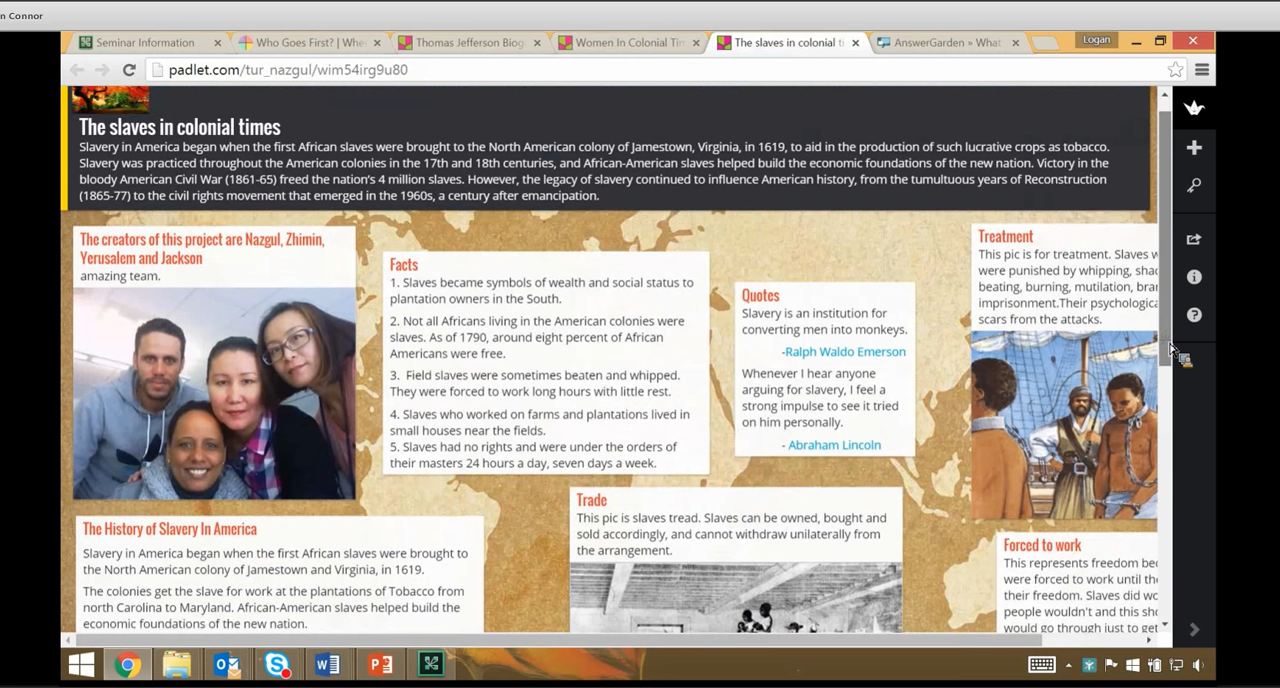 n Connor
Seminar Information
Who Goes First? | Whe
Thomas Jefferson Biog
Women In Colonial Tim
The slaves in colonial t
AnswerGarden » What
Logan
padlet.com/tur_nazgul/wim54irg9u80
The slaves in colonial times
Slavery in America began when the first African slaves were brought to the North American colony of Jamestown, Virginia, in 1619, to aid in the production of such lucrative crops as tobacco.
Slavery was practiced throughout the American colonies in the 17th and 18th centuries, and African-American slaves helped build the economic foundations of the new nation. Victory in the
bloody American Civil War (1861-65) freed the nation's 4 million slaves. However, the legacy of slavery continued to influence American history, from the tumultuous years of Reconstruction
(1865-77) to the civil rights movement that emerged in the 1960s, a century after emancipation.
The creators of this project are Nazgul, Zhimin,
Yerusalem and Jackson
amazing team.
Facts
1. Slaves became symbols of wealth and social status to
plantation owners in the South.
2. Not all Africans living in the American colonies were
slaves. As of 1790, around eight percent of African
Americans were free.
3. Field slaves were sometimes beaten and whipped.
They were forced to work long hours with little rest.
4. Slaves who worked on farms and plantations lived in
small houses near the fields.
5. Slaves had no rights and were under the orders of
their masters 24 hours a day, seven days a week.
Quotes
Slavery is an institution for
converting men into monkeys.
-Ralph Waldo Emerson
Whenever I hear anyone
arguing for slavery, I feel a
strong impulse to see it tried
on him personally.
- Abraham Lincoln
Treatment
This pic is for treatment. Slaves w
were punished by whipping, shac
beating, burning, mutilation, bran
imprisonment.Their psychologica
scars from the attacks.
The History of Slavery In America
Slavery in America began when the first African slaves were brought to
the North American colony of Jamestown and Virginia, in 1619.
The colonies get the slave for work at the plantations of Tobacco from
north Carolina to Maryland. African-American slaves helped build the
economic foundations of the new nation.
Trade
This pic is slaves tread. Slaves can be owned, bought and
sold accordingly, and cannot withdraw unilaterally from
the arrangement.
Forced to work
This represents freedom bec
were forced to work until th
their freedom. Slaves did wo
people wouldn't and this sho
would go through just to get